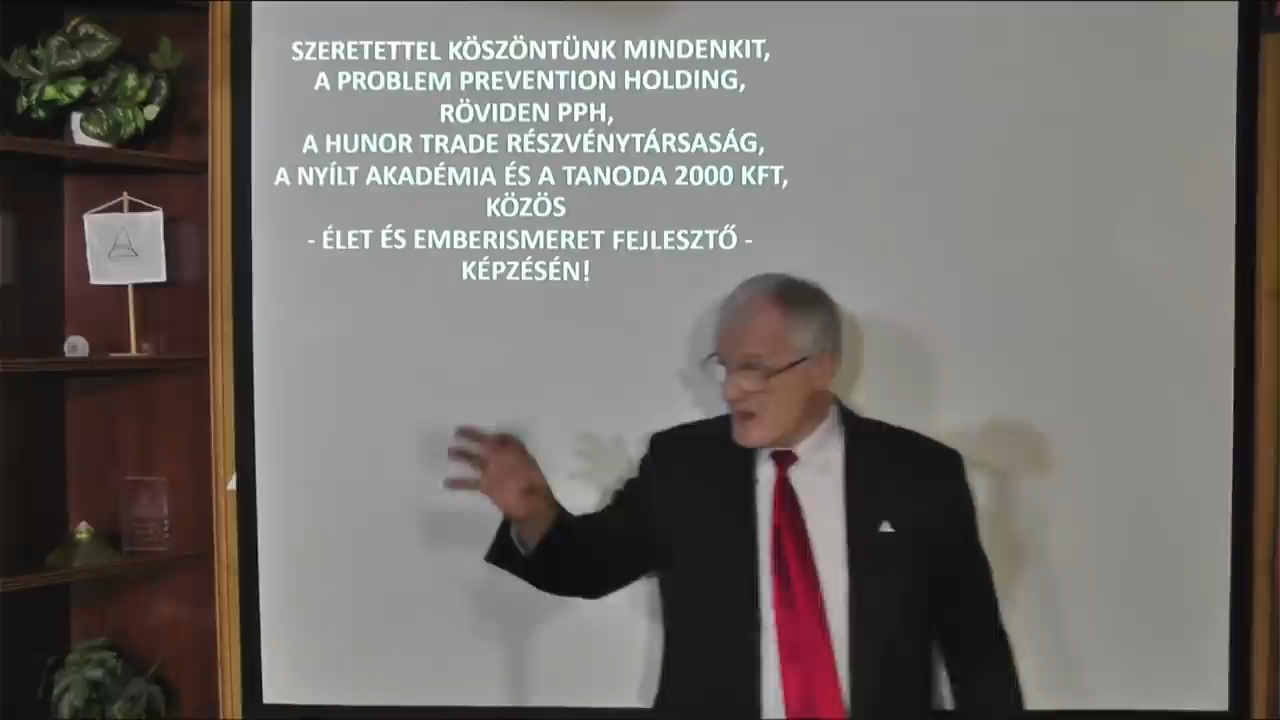 SZERETETTEL KÖSZÖNTÜNK MINDENKIT,
A PROBLEM PREVENTION HOLDING,
RÖVIDEN PPH,
A HUNOR TRADE RÉSZVÉNYTÁRSASÁG,
A NYÍLT AKADÉMIA ÉS A TANODA 2000 KFT,
KÖZÖS
- ÉLET ÉS EMBERISMERET FEJLESZTŐ -
KÉPZÉSÉN!